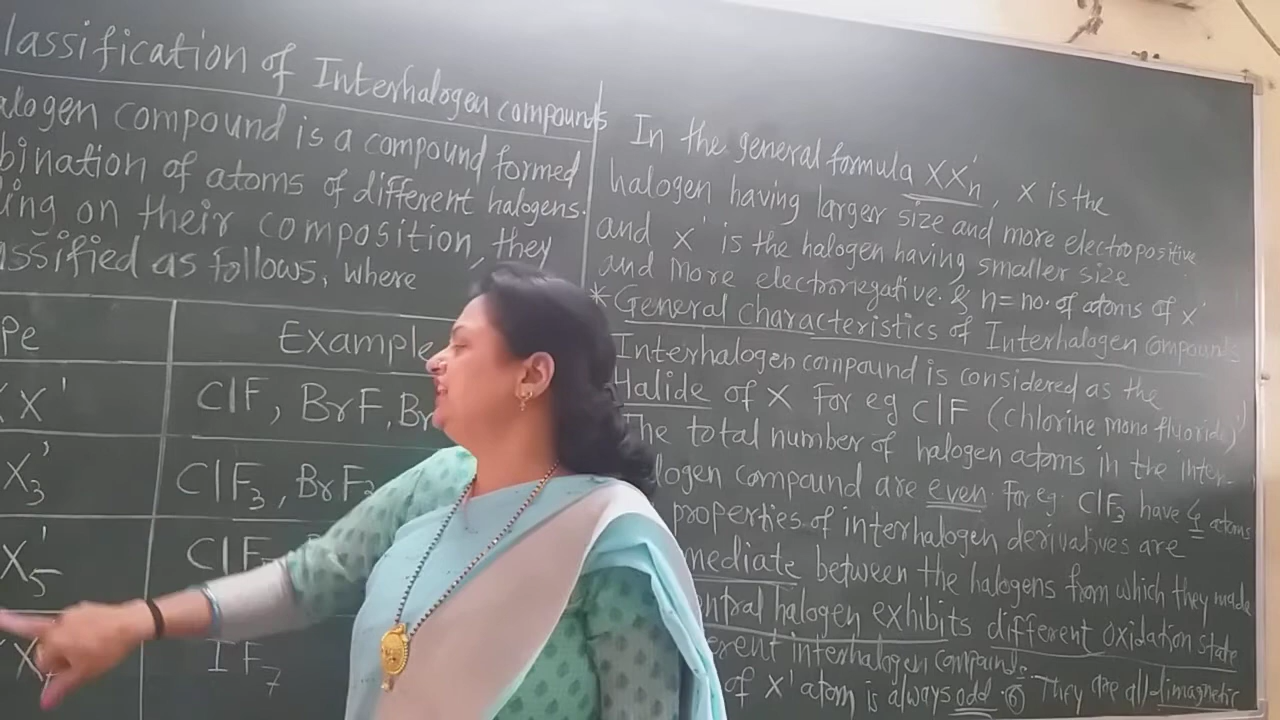 lassification of Interhalogen compounds
alogen compound is a compound formed
bination of atoms of different halogens.
ing on their composition, they
assified as follows, where
Pe
Example
X X'
ClF, BrF, Br
X'3
ClF3, BrF3
X'5
ClF
IF7
In the general formula XX'n, X is the
halogen having larger size and more electropositive
and X' is the halogen having smaller size
and more electronegative. & n= no. of atoms of X'
*General characteristics of Interhalogen compounds
Interhalogen compound is considered as the
Halide of X For eg ClF (chlorine mono fluoride)
The total number of halogen atoms in the inter-
logen compound are even. For eg. ClF3 have 4 atoms
properties of interhalogen derivatives are
mediate between the halogens from which they made
ntral halogen exhibits different oxidation state
erent interhalogen compounds.
of X' atom is always odd. ⑥ They are all dimagnetic